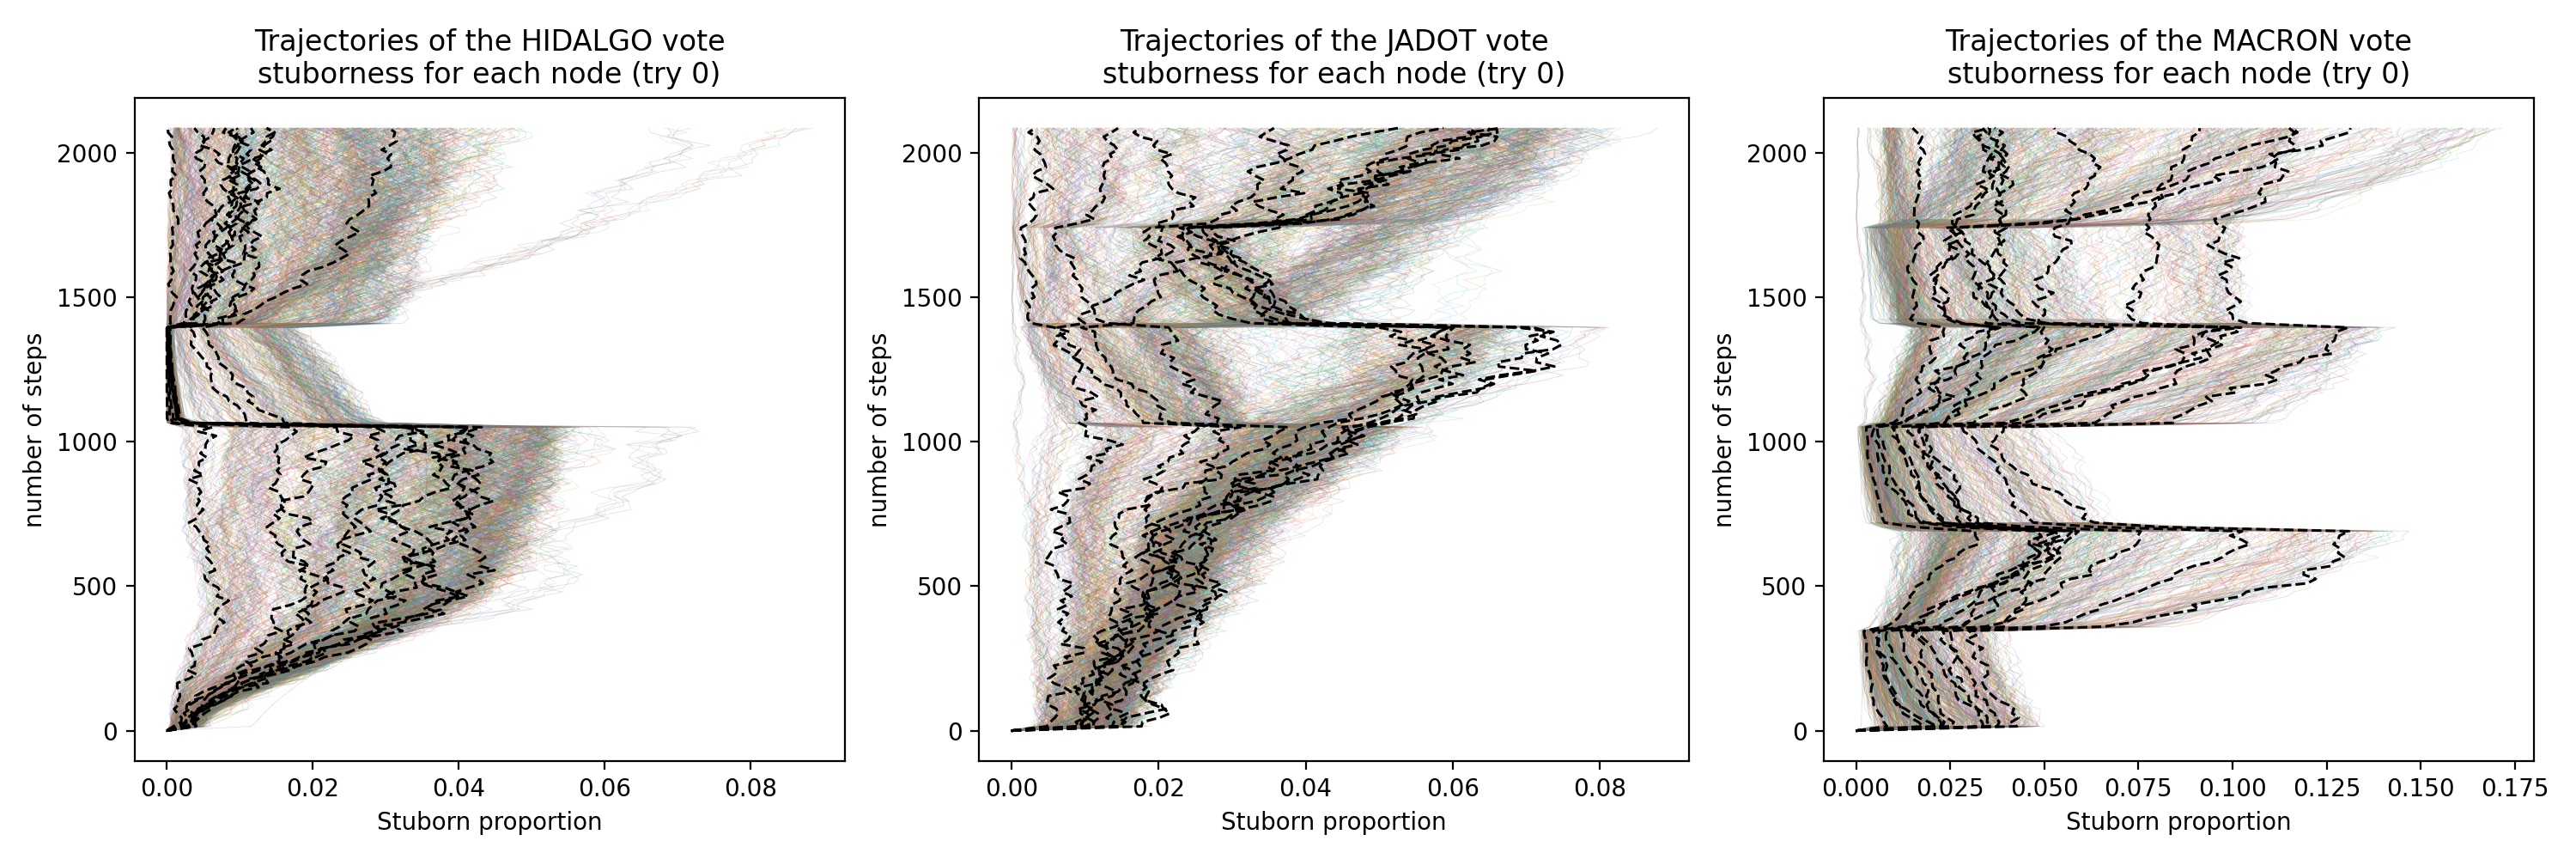 Trajectories of the HIDALGO vote
stuborness for each node (try 0)
number of steps
2000
1500
1000
500
0
0.00 0.02 0.04 0.06 0.08
Stuborn proportion
Trajectories of the JADOT vote
stuborness for each node (try 0)
number of steps
2000
1500
1000
500
0
0.00 0.02 0.04 0.06 0.08
Stuborn proportion
Trajectories of the MACRON vote
stuborness for each node (try 0)
number of steps
2000
1500
1000
500
0
0.000 0.025 0.050 0.075 0.100 0.125 0.150 0.175
Stuborn proportion